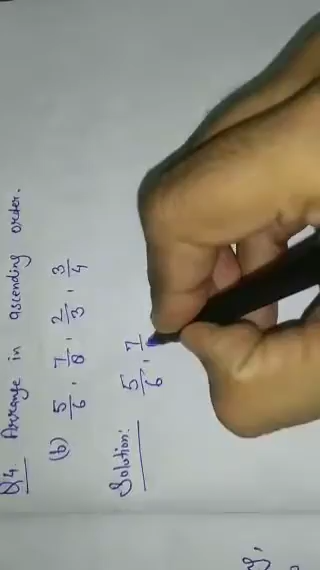 Q4. Arrange in ascending order.
(b) 5/6, 7/8, 2/3, 3/4
Solution:
5/6, 7